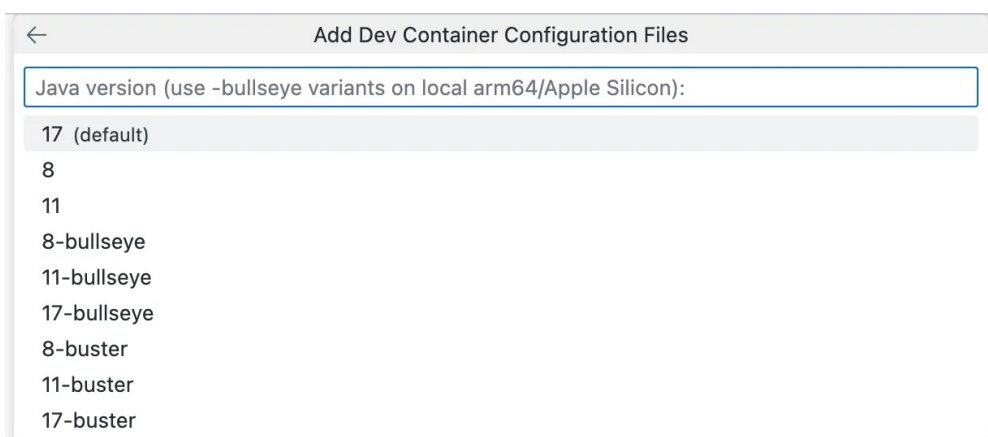 Add Dev Container Configuration Files
Java version (use -bullseye variants on local arm64/Apple Silicon):
17 (default)
8
11
8-bullseye
11-bullseye
17-bullseye
8-buster
11-buster
17-buster